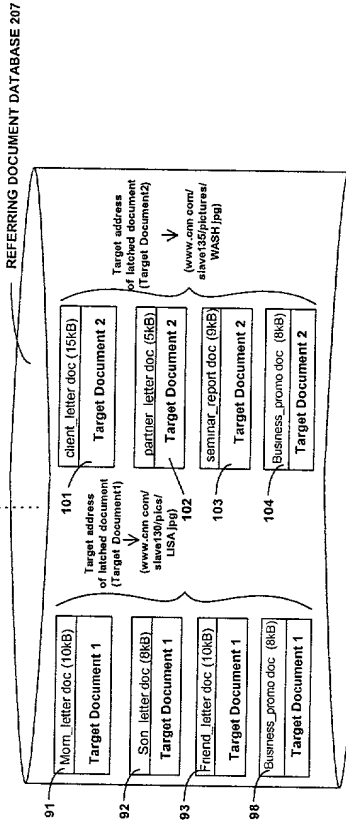 REFERRING DOCUMENT DATABASE 207
91
Mom_letter doc (10kB)
Target Document 1
92
Son_letter doc (8kB)
Target Document 1
93
Friend_letter doc (10kB)
Target Document 1
98
Business_promo doc (8kB)
Target Document 1
Target address
of latched document
(Target Document1)
(www.cnn com/
slave130/pics/
LISA jpg)
101
client_letter doc (15kB)
Target Document 2
102
partner_letter doc (5kB)
Target Document 2
103
seminar_report doc (9kB)
Target Document 2
104
Business_promo doc (8kB)
Target Document 2
Target address
of latched document
(Target Document2)
(www.cnn com/
slave135/pictures/
WASH jpg)